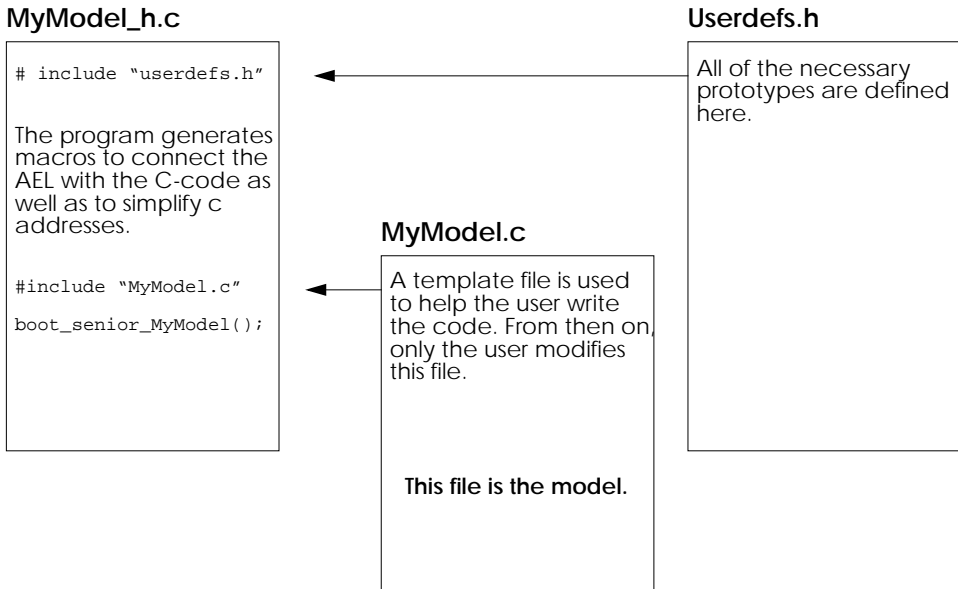 MyModel_h.c
# include “userdefs.h”
The program generates
macros to connect the
AEL with the C-code as
well as to simplify c
addresses.
#include “MyModel.c”
boot_senior_MyModel();
MyModel.c
A template file is used
to help the user write
the code. From then on,
only the user modifies
this file.
This file is the model.
Userdefs.h
All of the necessary
prototypes are defined
here.